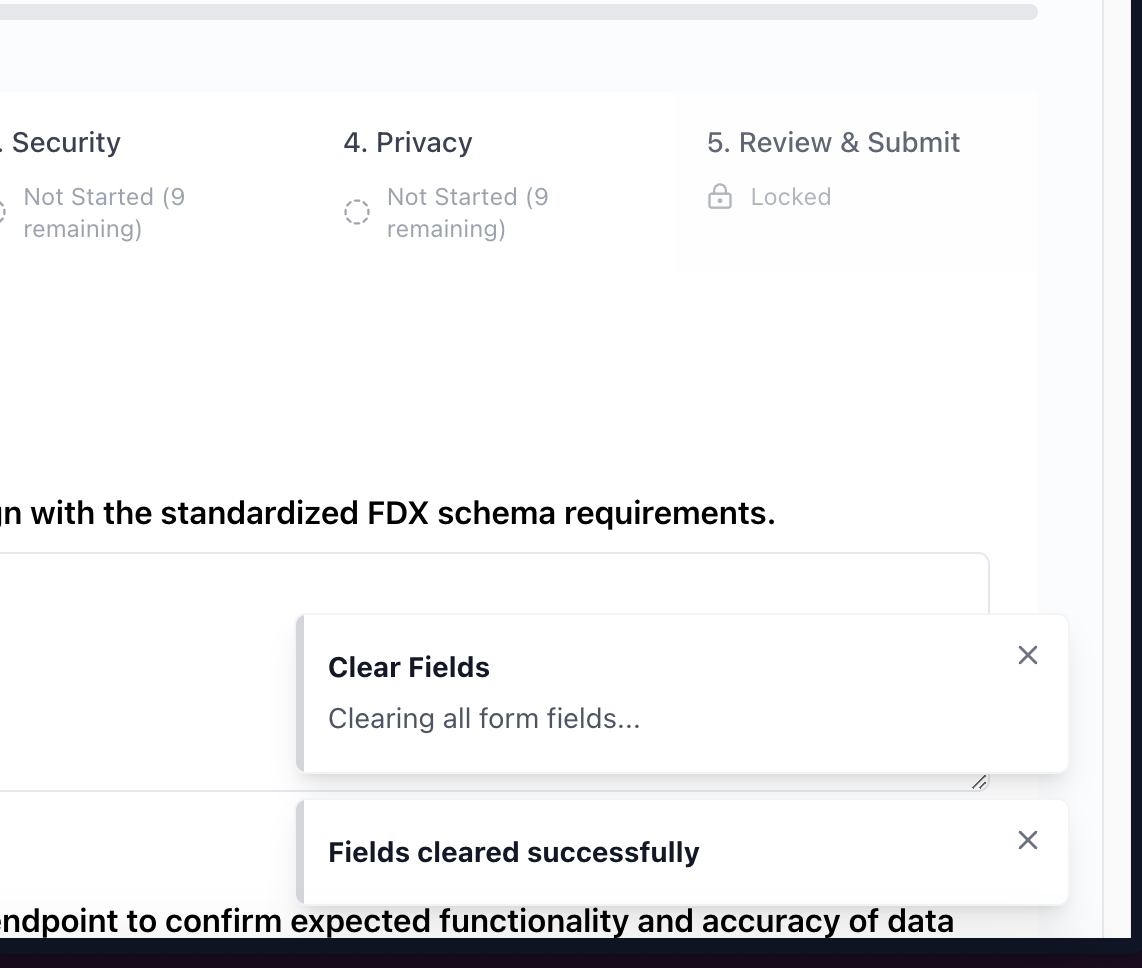 . Security
4. Privacy
5. Review & Submit
Not Started (9
remaining)
Not Started (9
remaining)
Locked
n with the standardized FDX schema requirements.
Clear Fields
Clearing all form fields...
Fields cleared successfully
endpoint to confirm expected functionality and accuracy of data